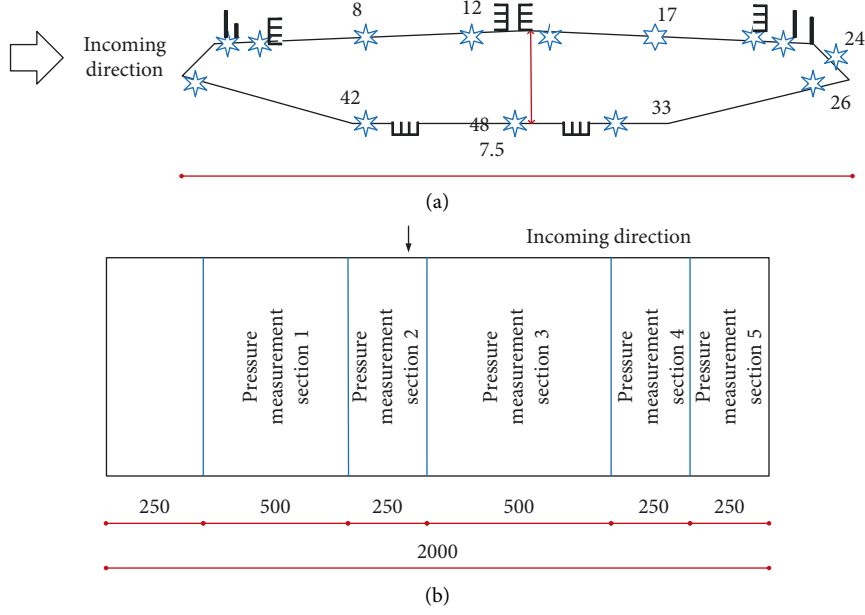 8
12
17
24
Incoming
direction
42
48
33
26
7.5
(a)
Incoming direction
Pressure
measurement
section 1
Pressure
measurement
section 2
Pressure
measurement
section 3
Pressure
measurement
section 4
Pressure
measurement
section 5
250
500
250
500
250
250
2000
(b)